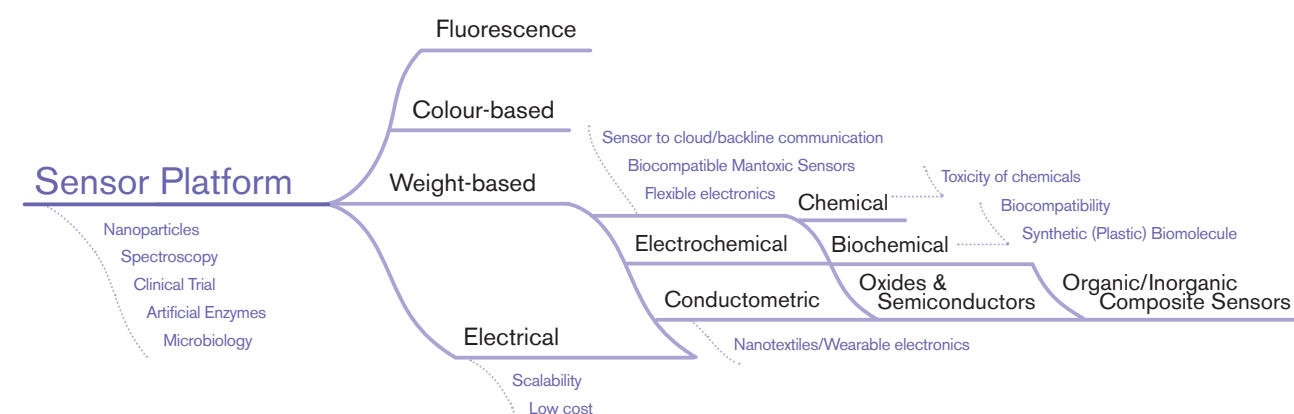 Fluorescence
Colour-based
Sensor to cloud/backline communication
Biocompatible Mantoxic Sensors
Flexible electronics
Sensor Platform
Weight-based
Chemical
Toxicity of chemicals
Biocompatibility
Synthetic (Plastic) Biomolecule
Nanoparticles
Spectroscopy
Clinical Trial
Artificial Enzymes
Microbiology
Electrochemical
Biochemical
Conductometric
Oxides &
Semiconductors
Organic/Inorganic
Composite Sensors
Electrical
Nanotextiles/Wearable electronics
Scalability
Low cost